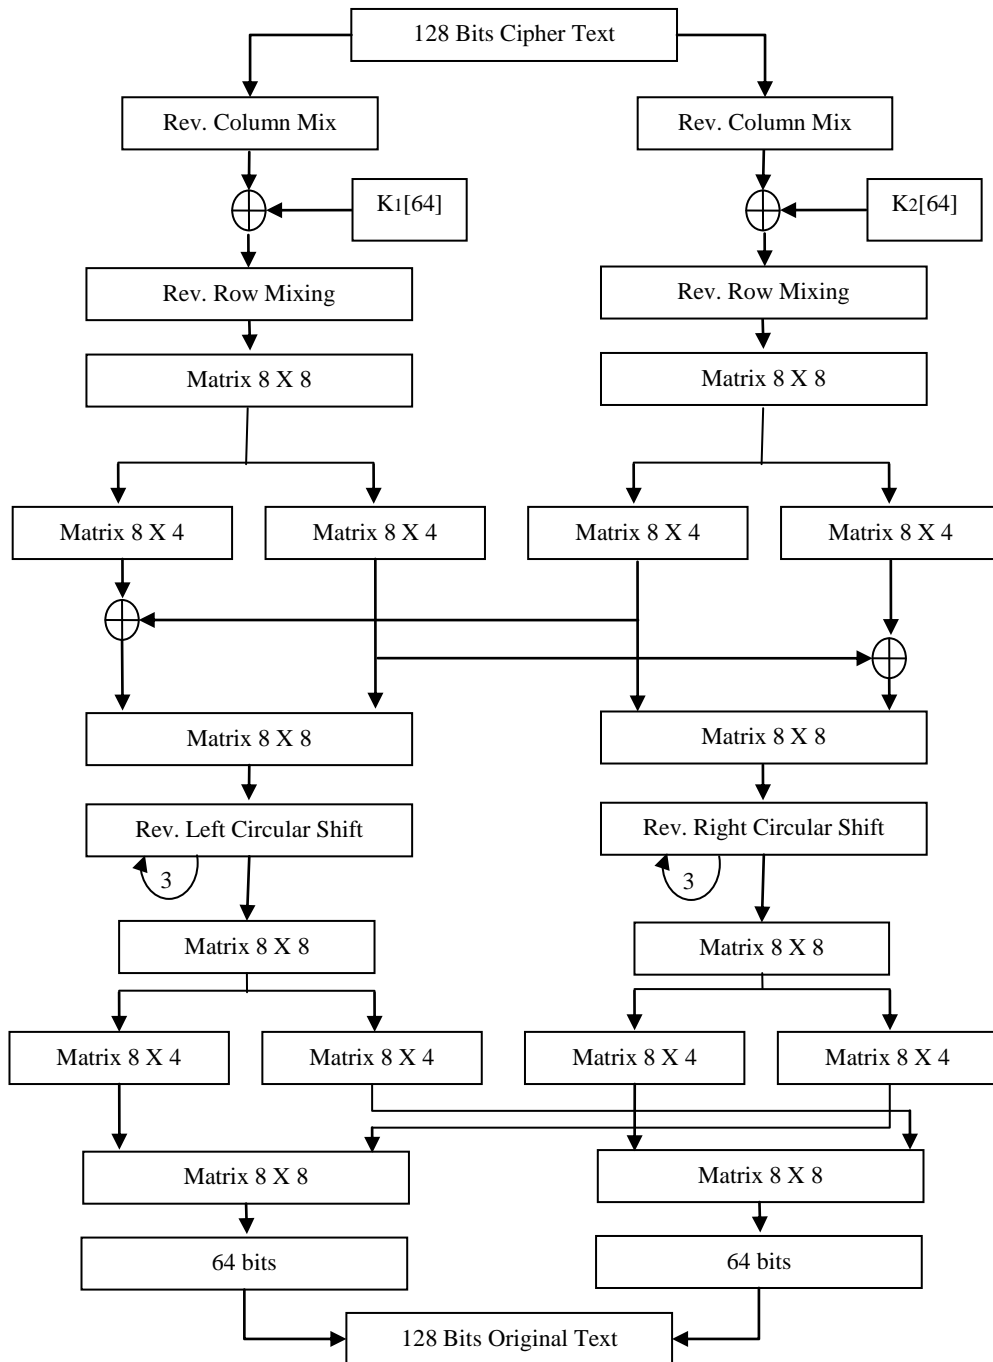 128 Bits Cipher Text
Rev. Column Mix
Rev. Column Mix
K1[64]
K2[64]
Rev. Row Mixing
Rev. Row Mixing
Matrix 8 X 8
Matrix 8 X 8
Matrix 8 X 4
Matrix 8 X 4
Matrix 8 X 4
Matrix 8 X 4
Matrix 8 X 8
Matrix 8 X 8
Rev. Left Circular Shift
Rev. Right Circular Shift
3
3
Matrix 8 X 8
Matrix 8 X 8
Matrix 8 X 4
Matrix 8 X 4
Matrix 8 X 4
Matrix 8 X 4
Matrix 8 X 8
Matrix 8 X 8
64 bits
64 bits
128 Bits Original Text